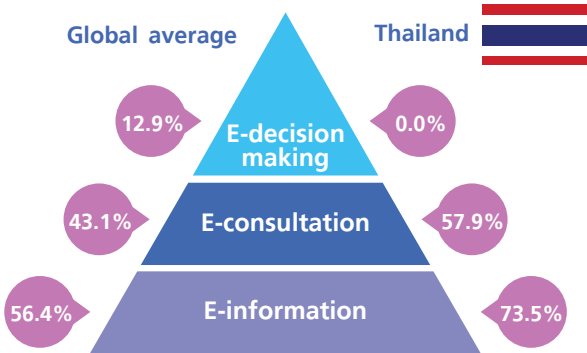 Global average
Thailand
12.9%
E-decision
making
0.0%
43.1%
E-consultation
57.9%
56.4%
E-information
73.5%